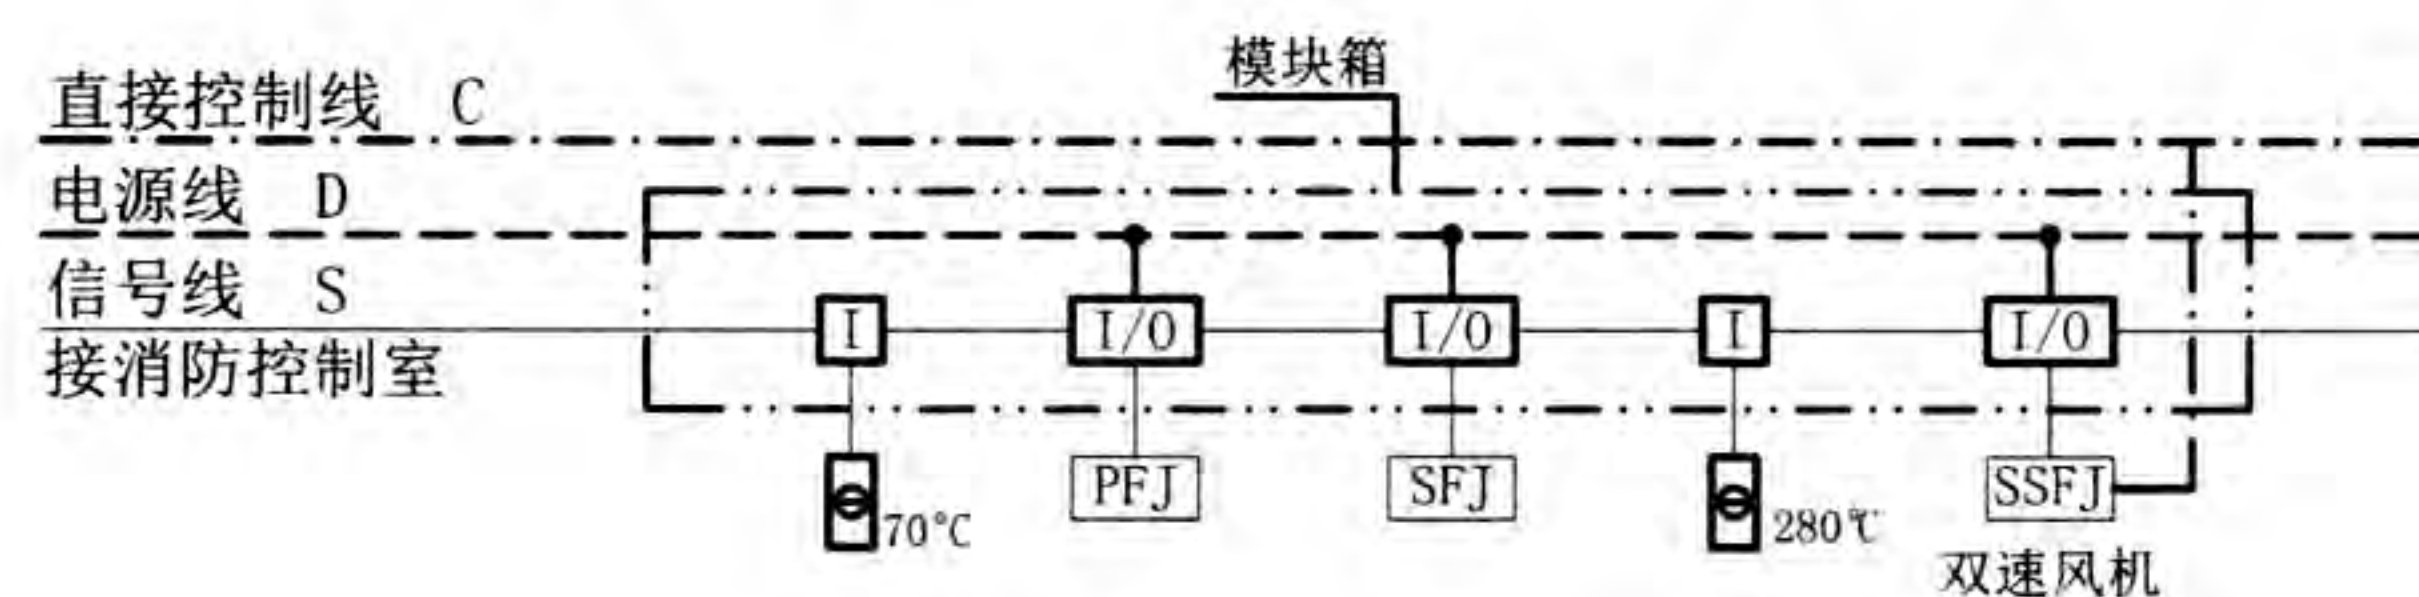 模块箱
直接控制线 C
电源线 D
信号线 S
接消防控制室
I I/O I/O I I/O
70℃ PFJ SFJ 280℃ SSFJ
双速风机